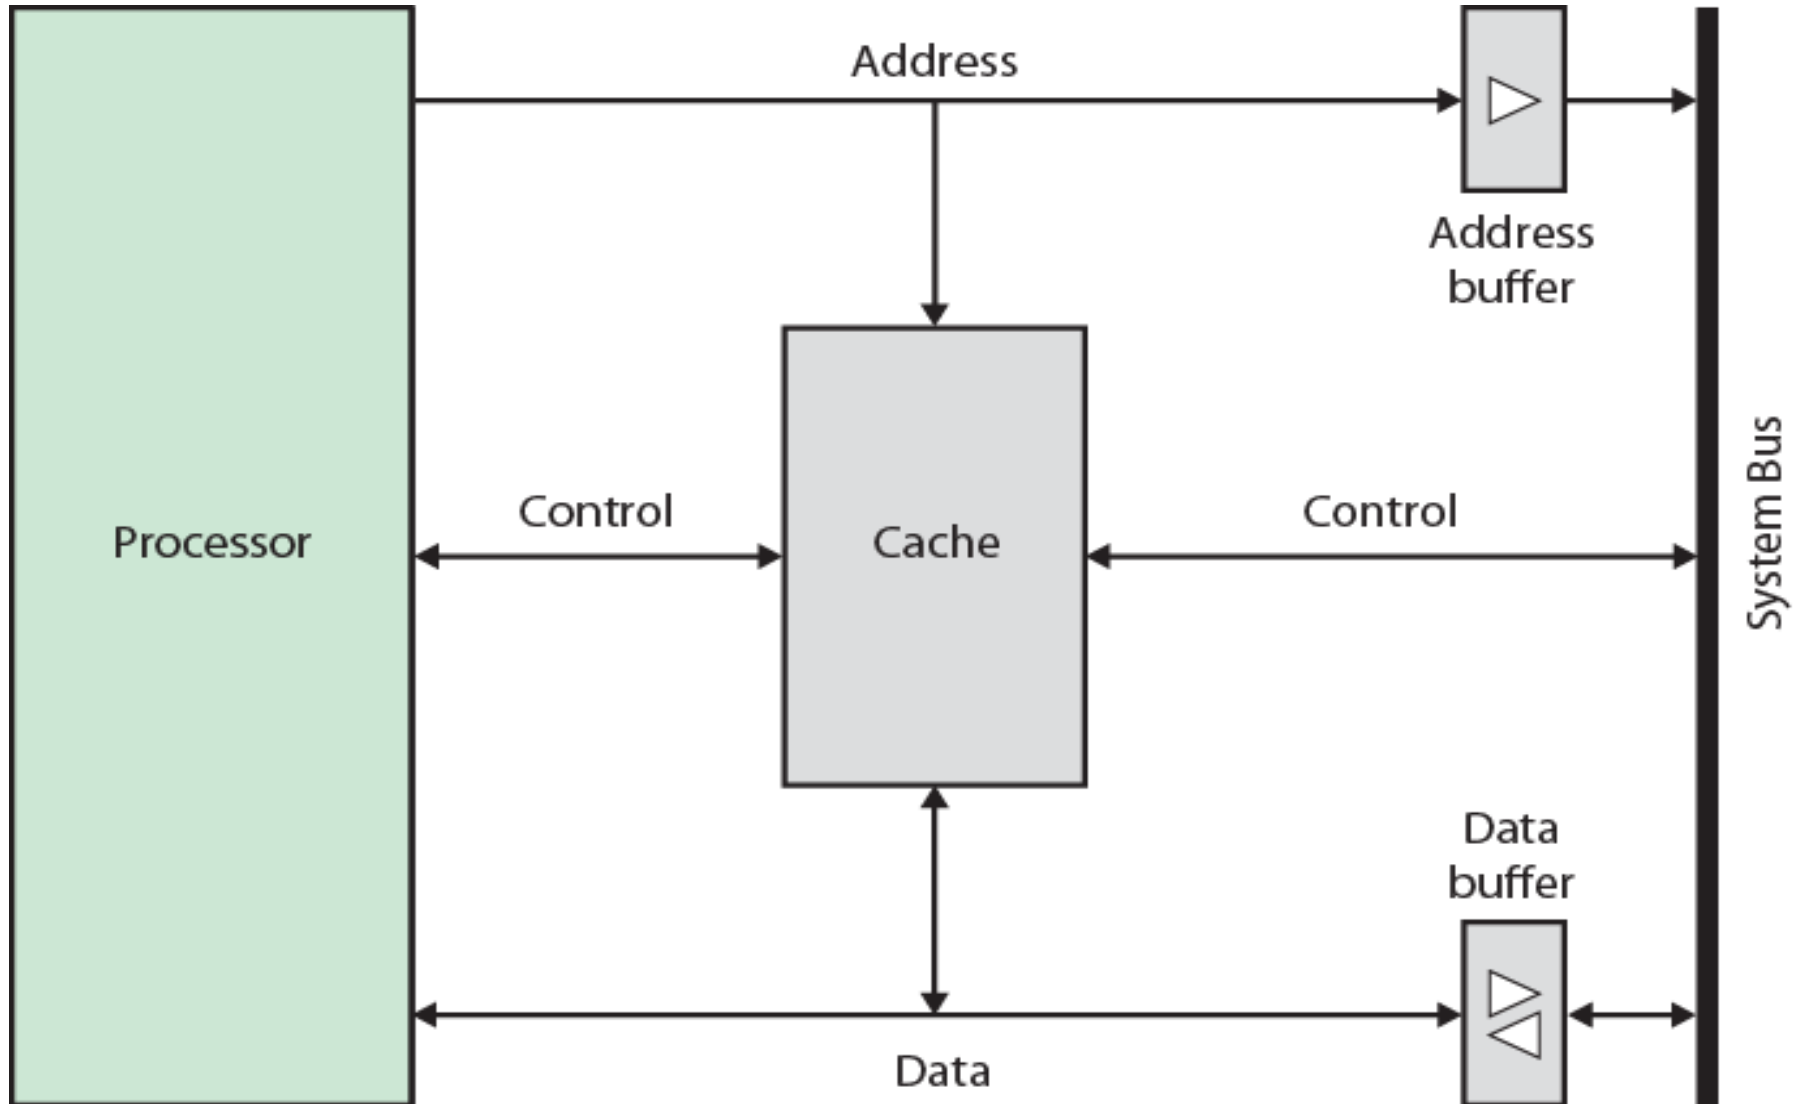 Address
Address
buffer
Processor
Control
Cache
Control
System Bus
Data
buffer
Data